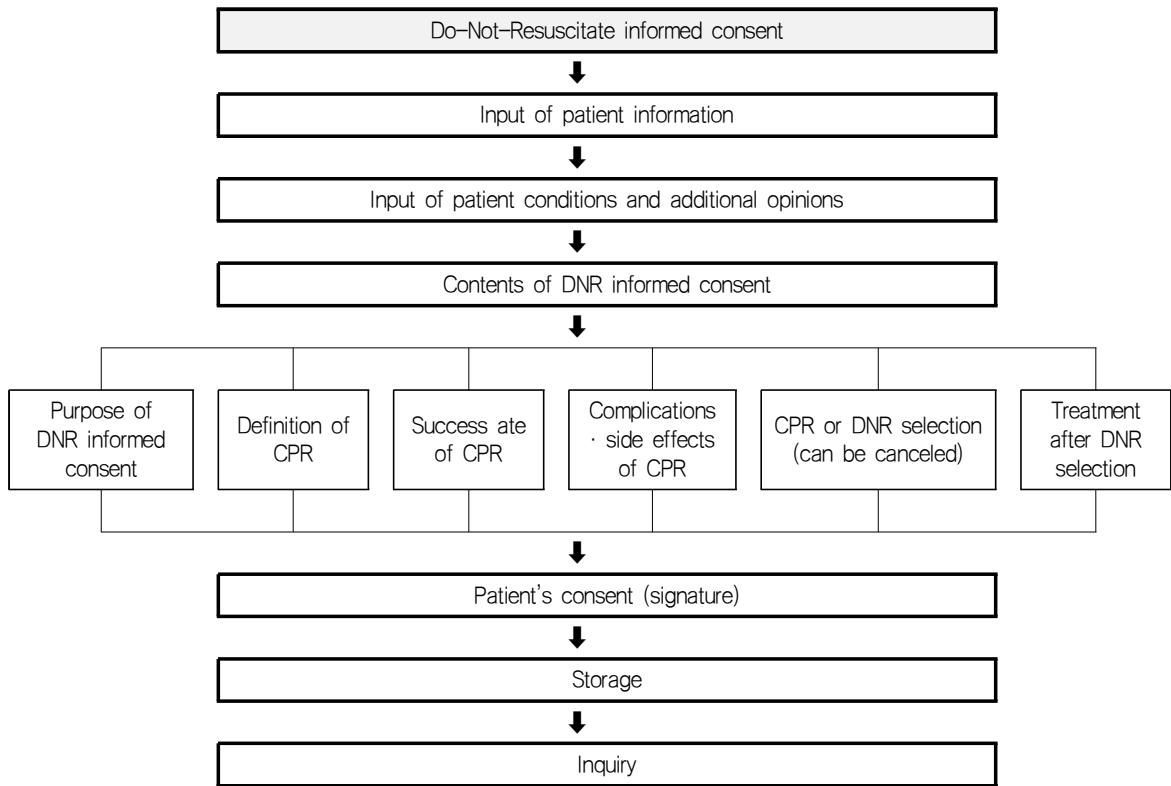 Do-Not-Resuscitate informed consent
Input of patient information
Input of patient conditions and additional opinions
Contents of DNR informed consent
Purpose of
DNR informed
consent
Definition of
CPR
Success ate
of CPR
Complications
· side effects
of CPR
CPR or DNR selection
(can be canceled)
Treatment
after DNR
selection
Patient's consent (signature)
Storage
Inquiry